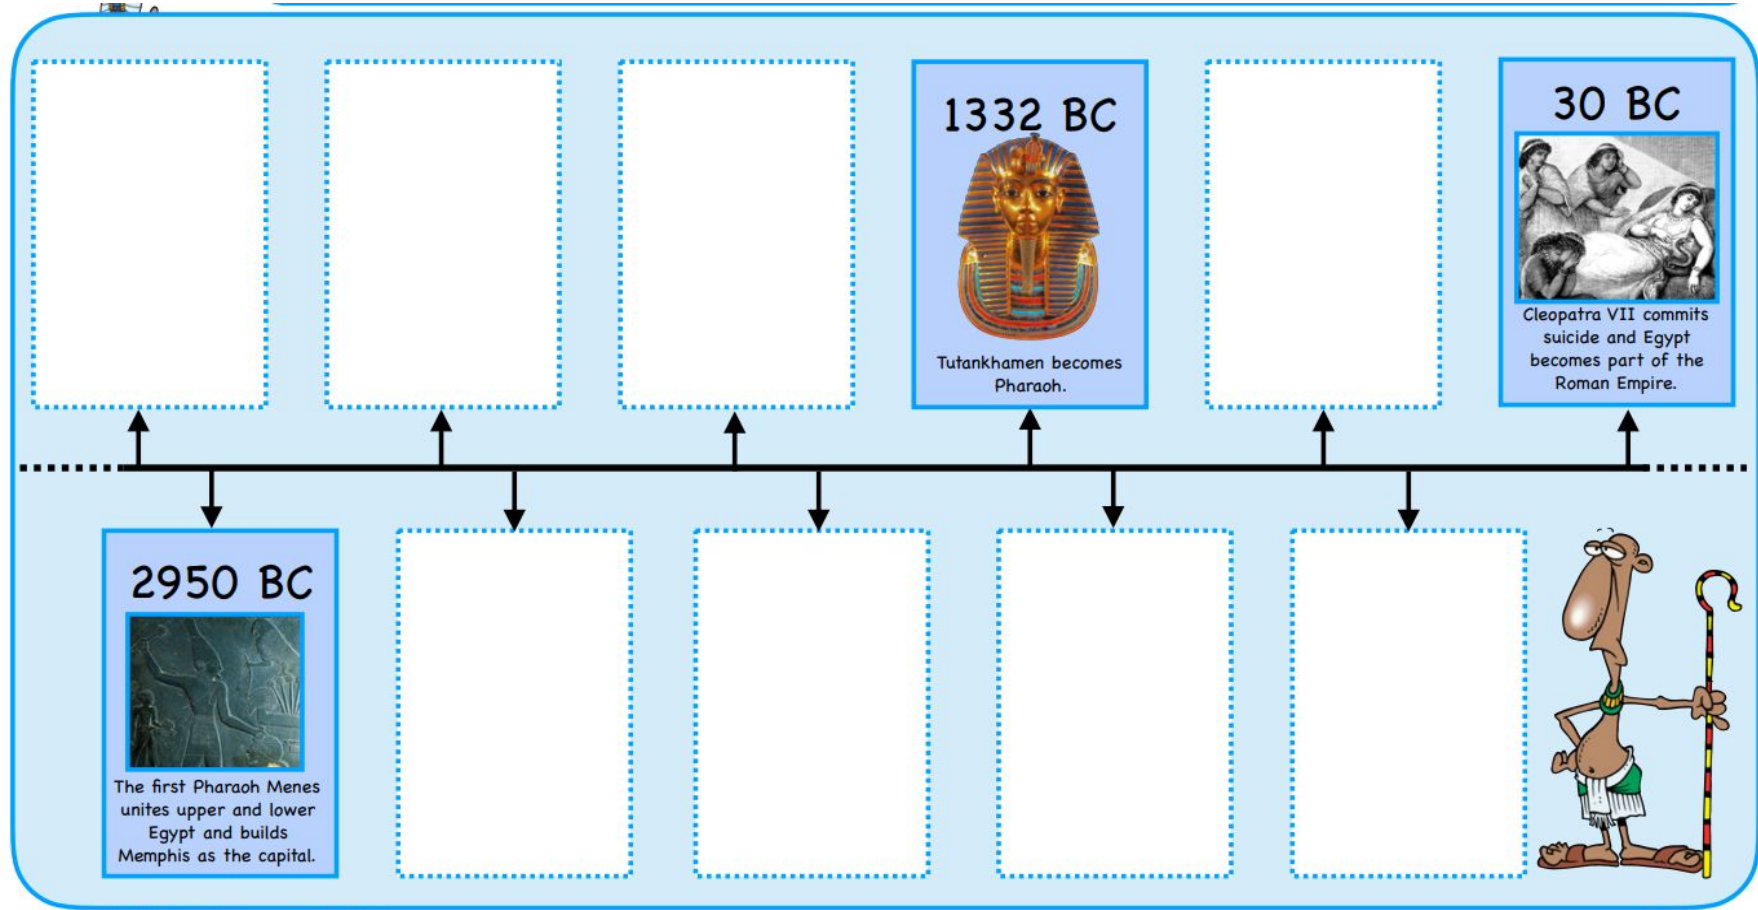 1332 BC
Tutankhamen becomes
Pharaoh.
30 BC
Cleopatra VII commits
suicide and Egypt
becomes part of the
Roman Empire.
2950 BC
The first Pharaoh Menes
unites upper and lower
Egypt and builds
Memphis as the capital.